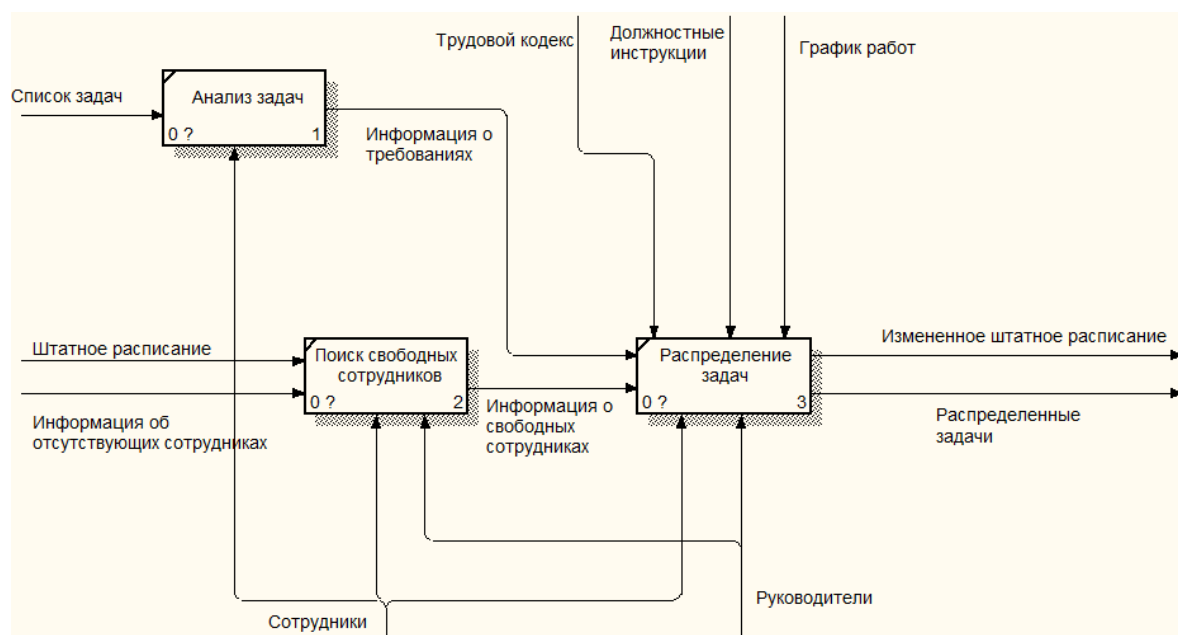 Трудовой кодекс
Должностные
инструкции
График работ
Список задач
Анализ задач
0 ?
1
Информация о
требованиях
Штатное расписание
Поиск свободных
сотрудников
0 ?
2
Информация об
отсутствующих сотрудниках
Информация о
свободных
сотрудниках
Распределение
задач
0 ?
3
Измененное штатное расписание
Распределенные
задачи
Сотрудники
Руководители